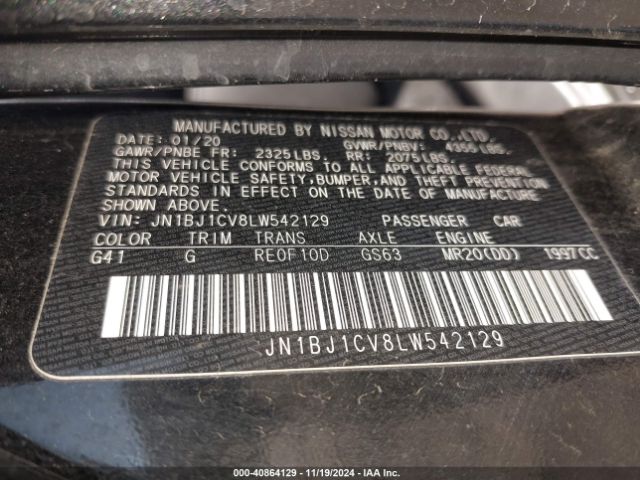 MANUFACTURED BY NISSAN MOTOR CO.,LTD.
DATE: 01/20 GVWR/PNBV: 4350LBS.
GAWR/PNBE FR: 2325LBS. RR: 2075LBS.
THIS VEHICLE CONFORMS TO ALL APPLICABLE FEDERAL
MOTOR VEHICLE SAFETY,BUMPER,AND THEFT PREVENTION
STANDARDS IN EFFECT ON THE DATE OF MANUFACTURE
SHOWN ABOVE.
VIN: JN1BJ1CV8LW542129 PASSENGER CAR
COLOR TRIM TRANS AXLE ENGINE
G41 G RE0F10D GS63 MR20(DD) 1997CC
JN1BJ1CV8LW542129
000-40864129 - 11/19/2024 - IAA Inc.